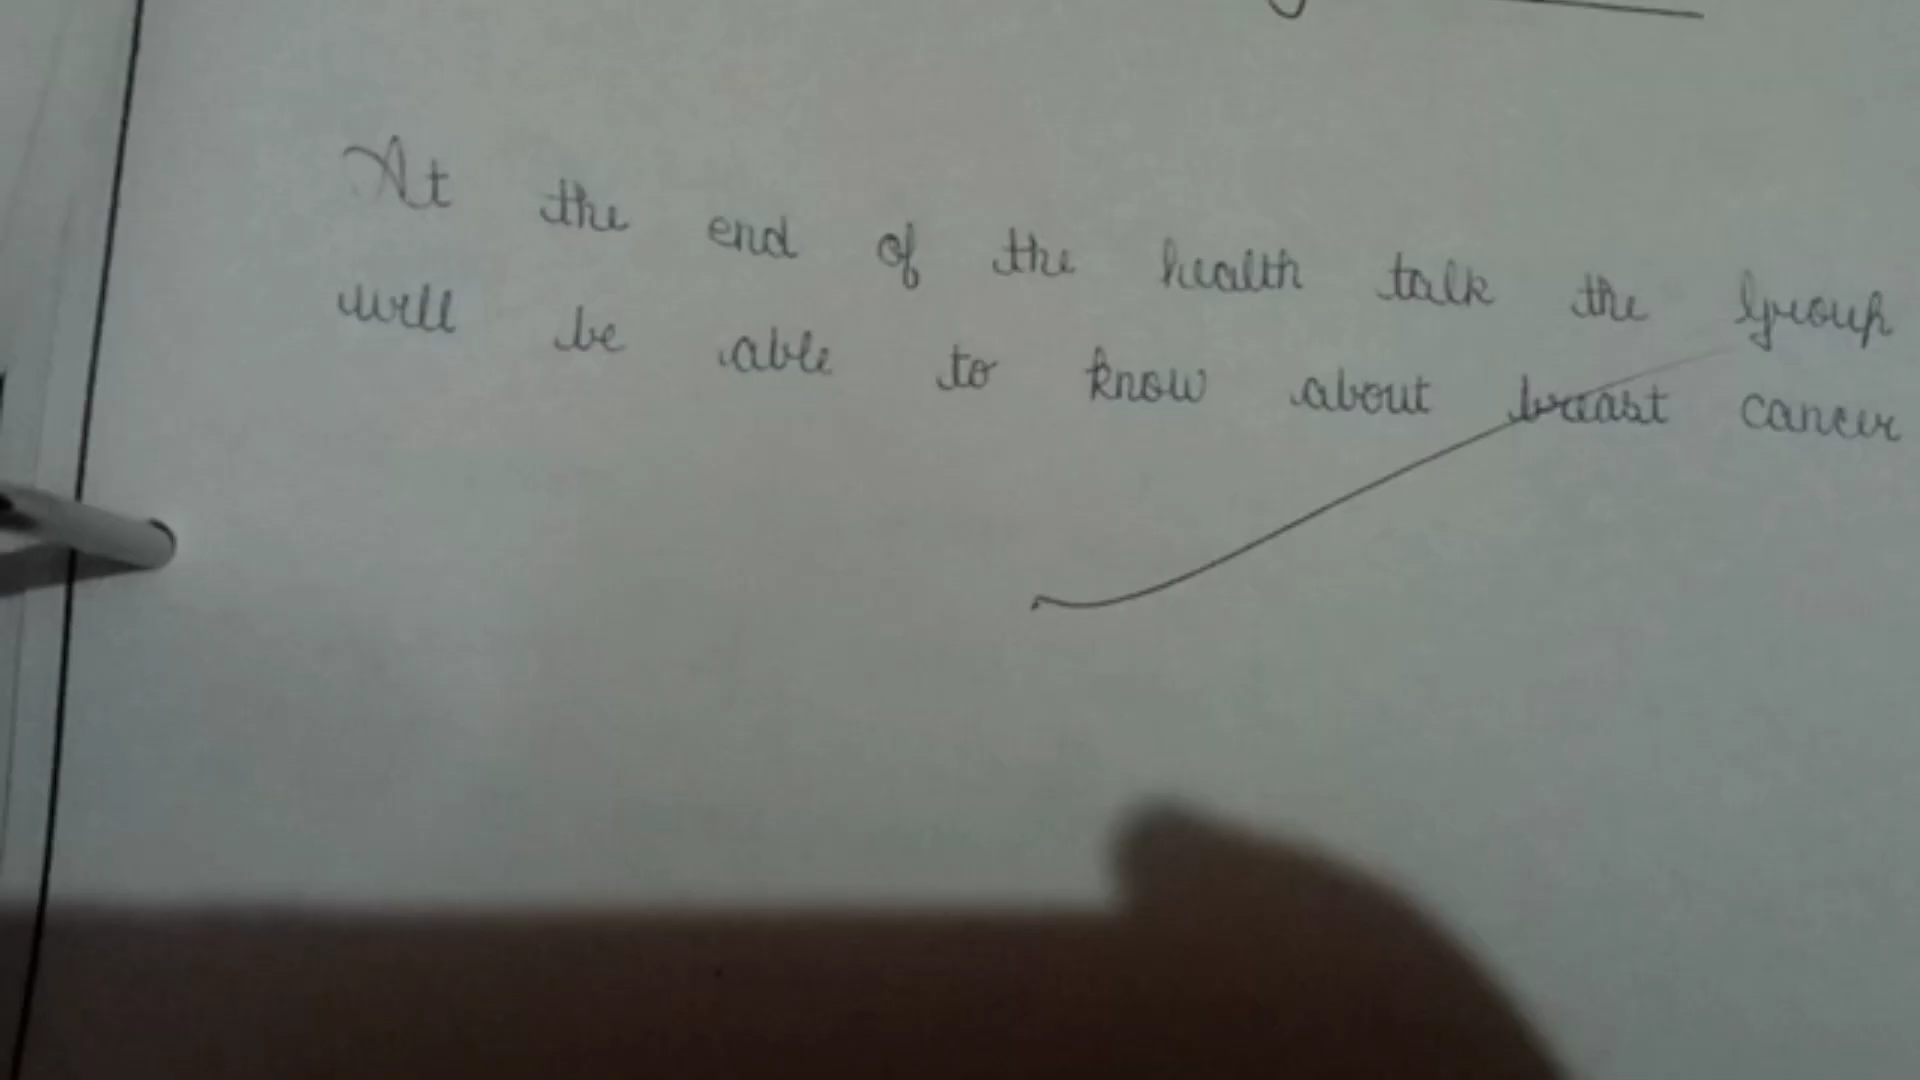 At the end of the health talk the Group
will be able to know about breast cancer